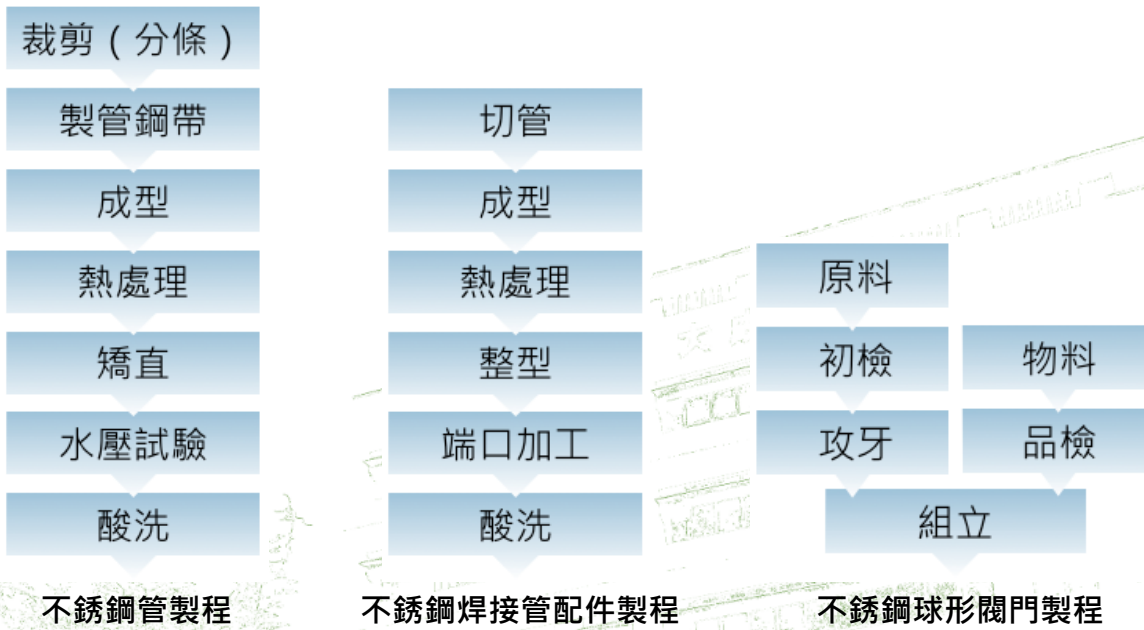 裁剪（分條）
製管鋼帶
成型
熱處理
矯直
水壓試驗
酸洗
不銹鋼管製程
切管
成型
熱處理
整型
端口加工
酸洗
不銹鋼焊接管配件製程
原料
初檢
攻牙
物料
品檢
組立
不銹鋼球形閥門製程